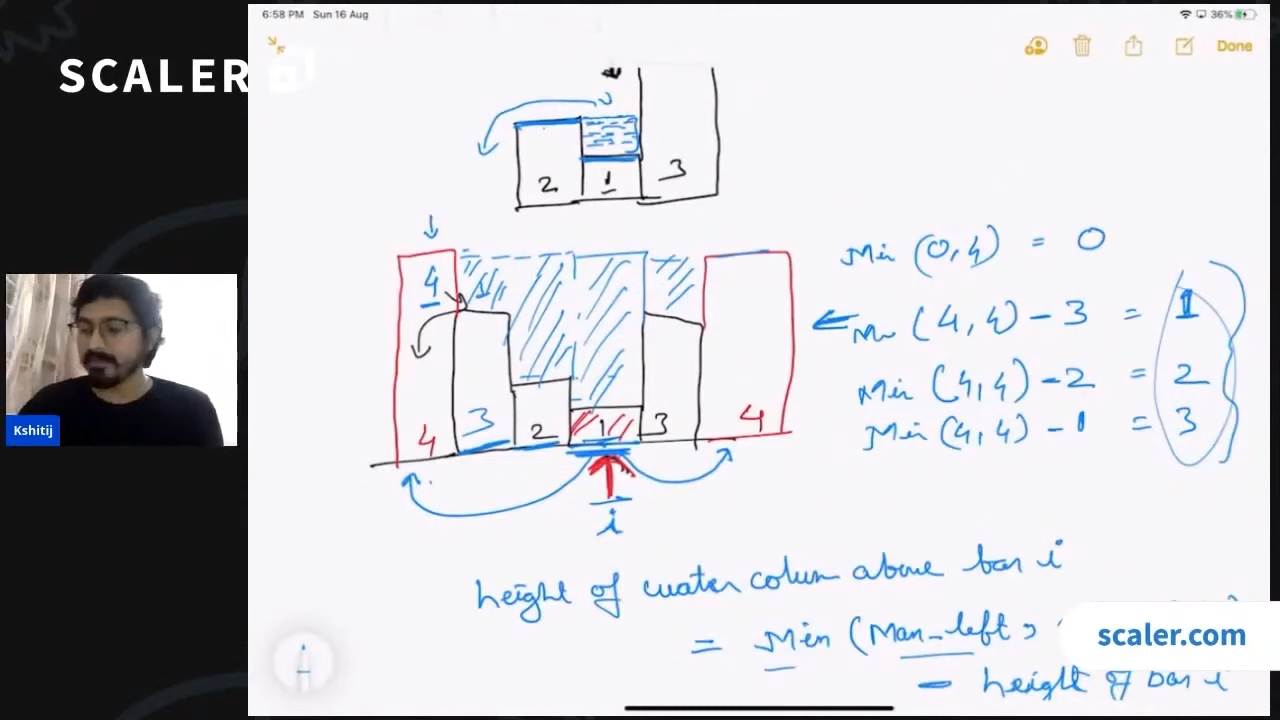 6:58 PM Sun 16 Aug
36%
SCALER
Done
2 1 3
4
4 3 2 1 3 4
i
Min (0,4) = 0
Min (4,4) - 3 = 1
Min (4,4) - 2 = 2
Min (4,4) - 1 = 3
Kshitij
height of water column above bar i
= Min (Man-left,
scaler.com
- height of bar i